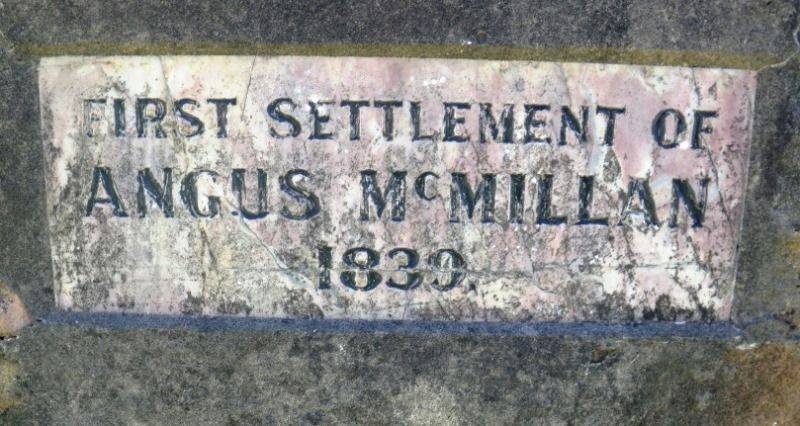 FIRST SETTLEMENT OF
ANGUS McMILLAN
1839.